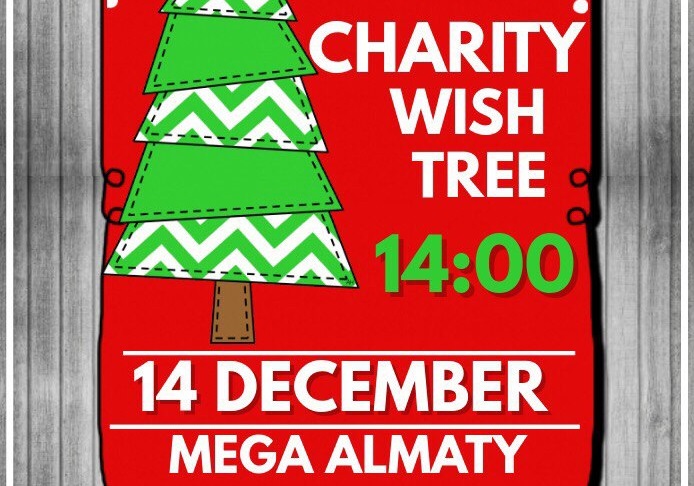 CHARITY
WISH
TREE
14:00
14 DECEMBER
MEGA ALMATY